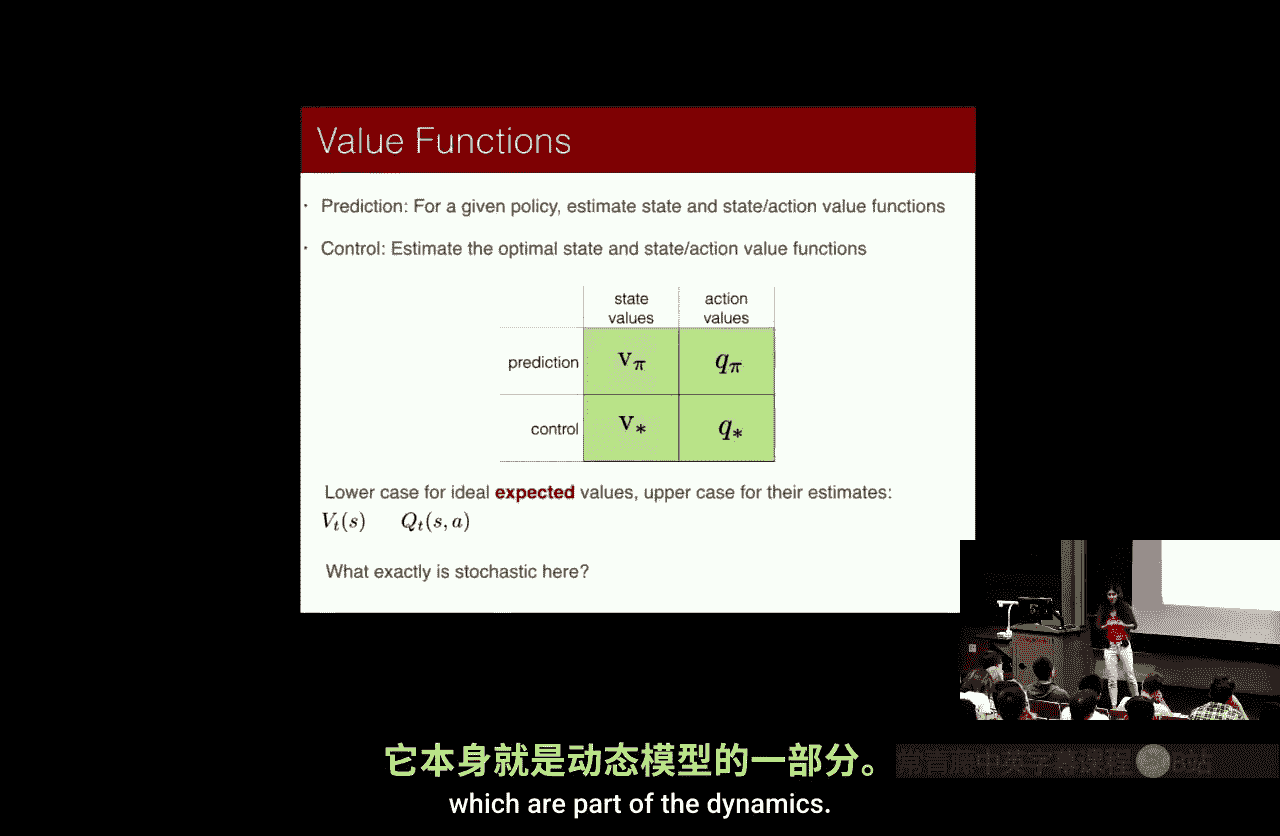 Value Functions
· Prediction: For a given policy, estimate state and state/action value functions
· Control: Estimate the optimal state and state/action value functions
state values action values
prediction v_π q_π
control v_* q_*
Lower case for ideal expected values, upper case for their estimates:
V_t(s) Q_t(s, a)
What exactly is stochastic here?
它本身就是动态模型的一部分。
which are part of the dynamics.